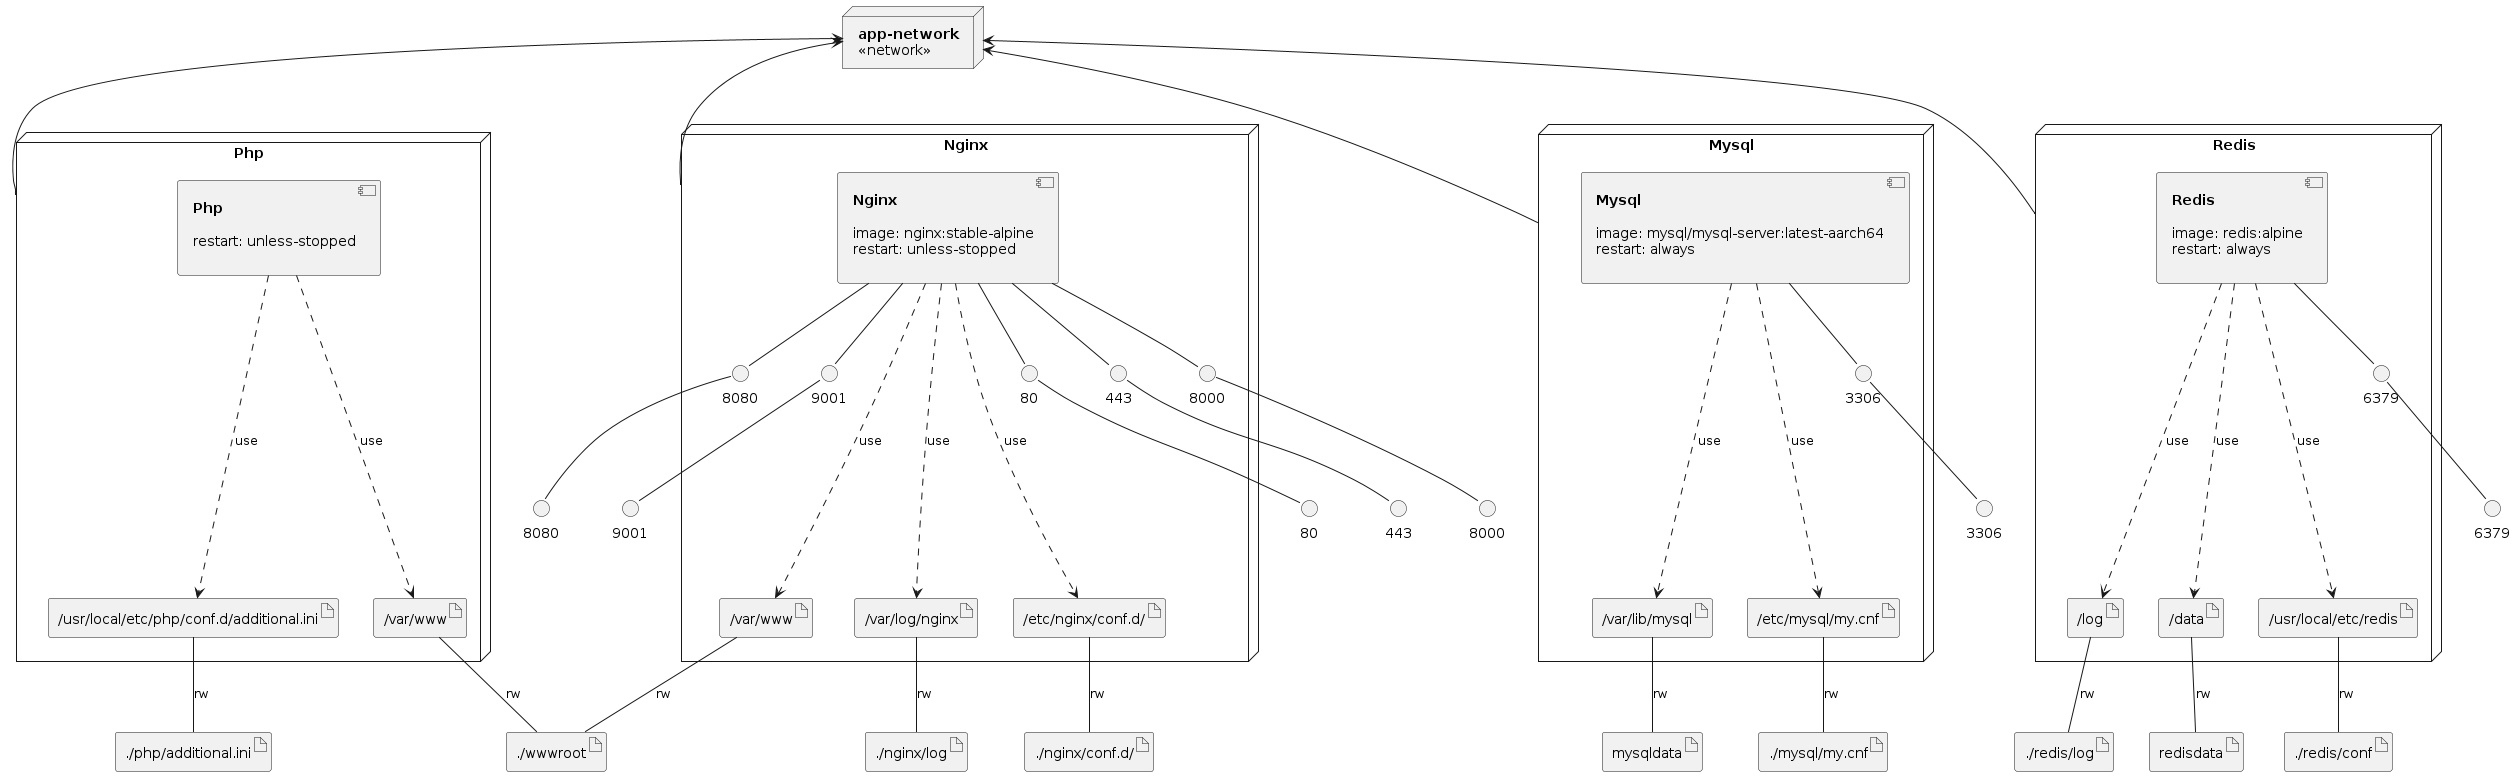 app-network
«network»
Php
Nginx
Mysql
Redis
Php
restart: unless-stopped
Nginx
image: nginx:stable-alpine
restart: unless-stopped
Mysql
image: mysql/mysql-server:latest-aarch64
restart: always
Redis
image: redis:alpine
restart: always
8080
9001
80
443
8000
3306
6379
use
use
use
use
use
use
use
use
use
use
8080
9001
80
443
8000
3306
6379
/usr/local/etc/php/conf.d/additional.ini
/var/www
/var/www
/var/log/nginx
/etc/nginx/conf.d/
/var/lib/mysql
/etc/mysql/my.cnf
/log
/data
/usr/local/etc/redis
rw
rw
rw
rw
rw
rw
rw
rw
rw
rw
./php/additional.ini
./wwwroot
./nginx/log
./nginx/conf.d/
mysqldata
./mysql/my.cnf
./redis/log
redisdata
./redis/conf